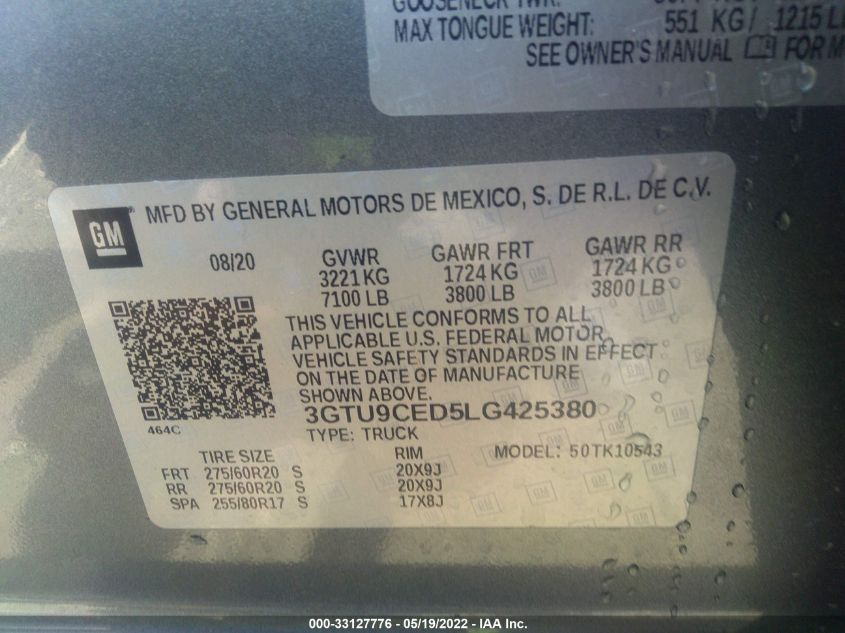 MAX TONGUE WEIGHT: 551 KG/ 1215
SEE OWNER'S MANUAL FOR
GM MFD BY GENERAL MOTORS DE MEXICO, S. DE R.L. DE C.V.
08/20 GVWR GAWR FRT GAWR RR
3221 KG 1724 KG 1724 KG
7100 LB 3800 LB 3800 LB
THIS VEHICLE CONFORMS TO ALL
APPLICABLE U.S. FEDERAL MOTOR
VEHICLE SAFETY STANDARDS IN EFFECT
ON THE DATE OF MANUFACTURE
SHOWN ABOVE.
3GTU9CED5LG425380
464C
TYPE: TRUCK
TIRE SIZE RIM MODEL: 50TK10543
FRT 275/60R20 S 20X9J
RR 275/60R20 S 20X9J
SPA 255/80R17 S 17X8J
000-33127776 - 05/19/2022 - IAA Inc.